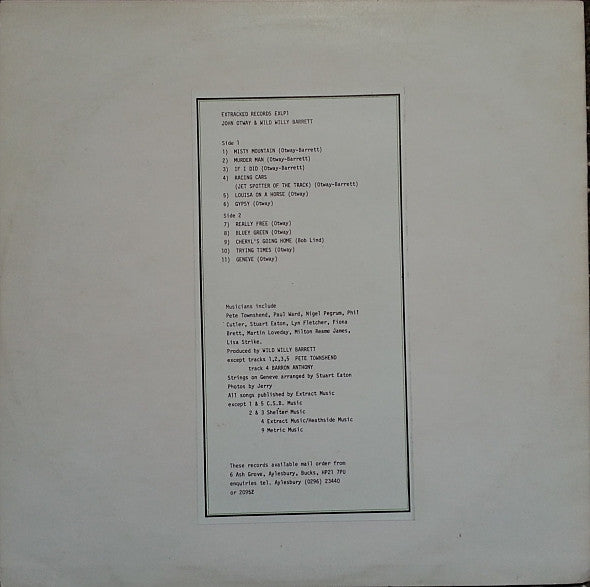 EXTRACKED RECORDS EXLP1
JOHN OTWAY & WILD WILLY BARRETT
Side 1
1) MISTY MOUNTAIN (Otway-Barrett)
2) MURDER MAN (Otway-Barrett)
3) IF I DID (Otway-Barrett)
4) RACING CARS
(JET SPOTTER OF THE TRACK) (Otway-Barrett)
5) LOUISA ON A HORSE (Otway)
6) GYPSY (Otway)
Side 2
7) REALLY FREE (Otway)
8) BLUEY GREEN (Otway)
9) CHERYL'S GOING HOME (Bob Lind)
10) TRYING TIMES (Otway)
11) GENEVE (Otway)
Musicians include
Pete Townshend, Paul Ward, Nigel Pegrum, Phil
Cutler, Stuart Eaton, Lyn Fletcher, Fiona
Brett, Martin Loveday, Milton Reame James,
Lisa Strike.
Produced by WILD WILLY BARRETT
except tracks 1,2,3,5 PETE TOWNSHEND
track 4 BARRON ANTHONY
Strings on Geneve arranged by Stuart Eaton
Photos by Jerry
All songs published by Extract Music
except 1 & 5 C.S.B. Music
2 & 3 Shelter Music
4 Extract Music/Heathside Music
9 Metric Music
These records available mail order from
6 Ash Grove, Aylesbury, Bucks, HP21 7PU
enquiries tel. Aylesbury (0296) 23440
or 20962